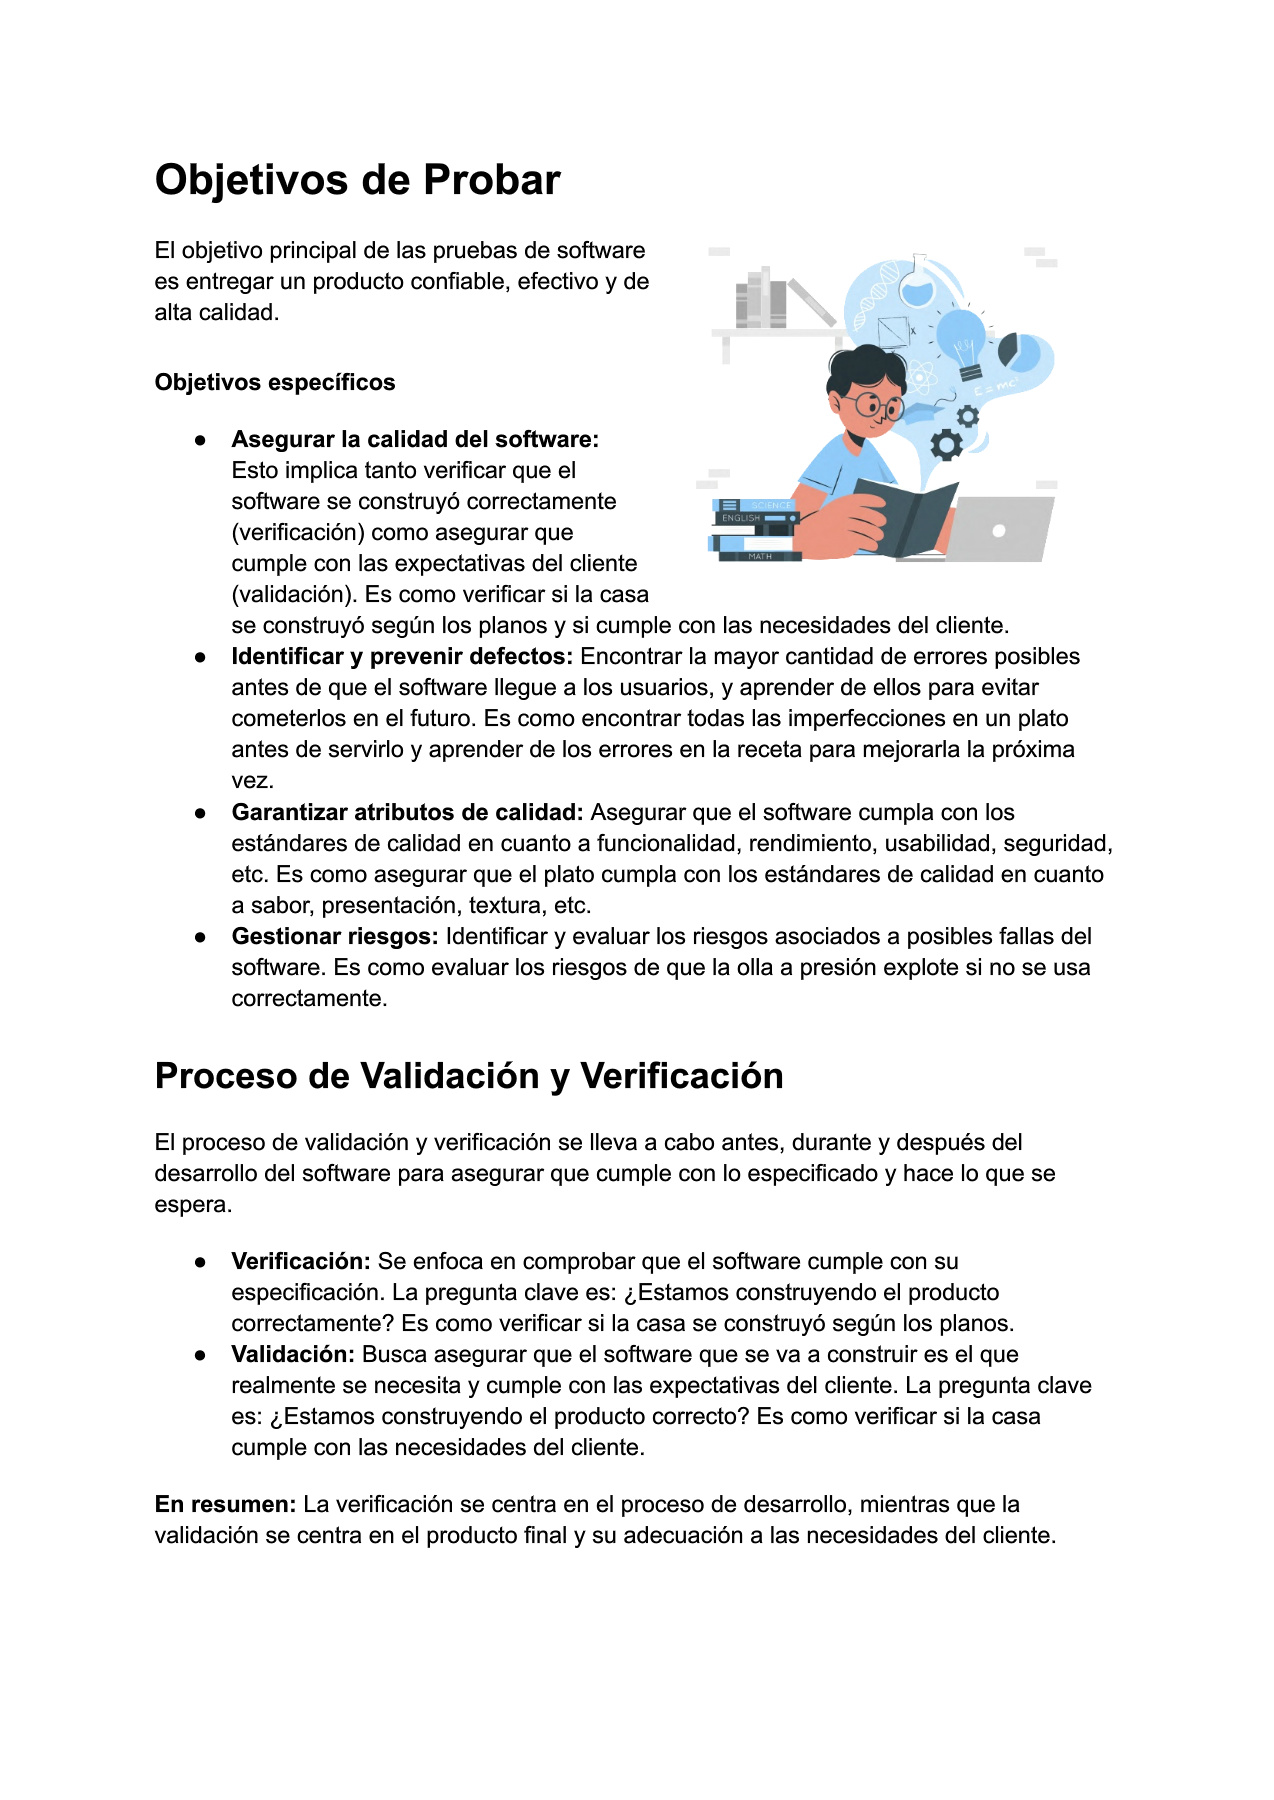 Objetivos de Probar
El objetivo principal de las pruebas de software
es entregar un producto confiable, efectivo y de
alta calidad.
Objetivos específicos
● Asegurar la calidad del software:
Esto implica tanto verificar que el
software se construyó correctamente
(verificación) como asegurar que
cumple con las expectativas del cliente
(validación). Es como verificar si la casa
se construyó según los planos y si cumple con las necesidades del cliente.
● Identificar y prevenir defectos: Encontrar la mayor cantidad de errores posibles
antes de que el software llegue a los usuarios, y aprender de ellos para evitar
cometerlos en el futuro. Es como encontrar todas las imperfecciones en un plato
antes de servirlo y aprender de los errores en la receta para mejorarla la próxima
vez.
● Garantizar atributos de calidad: Asegurar que el software cumpla con los
estándares de calidad en cuanto a funcionalidad, rendimiento, usabilidad, seguridad,
etc. Es como asegurar que el plato cumpla con los estándares de calidad en cuanto
a sabor, presentación, textura, etc.
● Gestionar riesgos: Identificar y evaluar los riesgos asociados a posibles fallas del
software. Es como evaluar los riesgos de que la olla a presión explote si no se usa
correctamente.
x
E=mc²
SCIENCE
ENGLISH
MATH
Proceso de Validación y Verificación
El proceso de validación y verificación se lleva a cabo antes, durante y después del
desarrollo del software para asegurar que cumple con lo especificado y hace lo que se
espera.
● Verificación: Se enfoca en comprobar que el software cumple con su
especificación. La pregunta clave es: ¿Estamos construyendo el producto
correctamente? Es como verificar si la casa se construyó según los planos.
● Validación: Busca asegurar que el software que se va a construir es el que
realmente se necesita y cumple con las expectativas del cliente. La pregunta clave
es: ¿Estamos construyendo el producto correcto? Es como verificar si la casa
cumple con las necesidades del cliente.
En resumen: La verificación se centra en el proceso de desarrollo, mientras que la
validación se centra en el producto final y su adecuación a las necesidades del cliente.